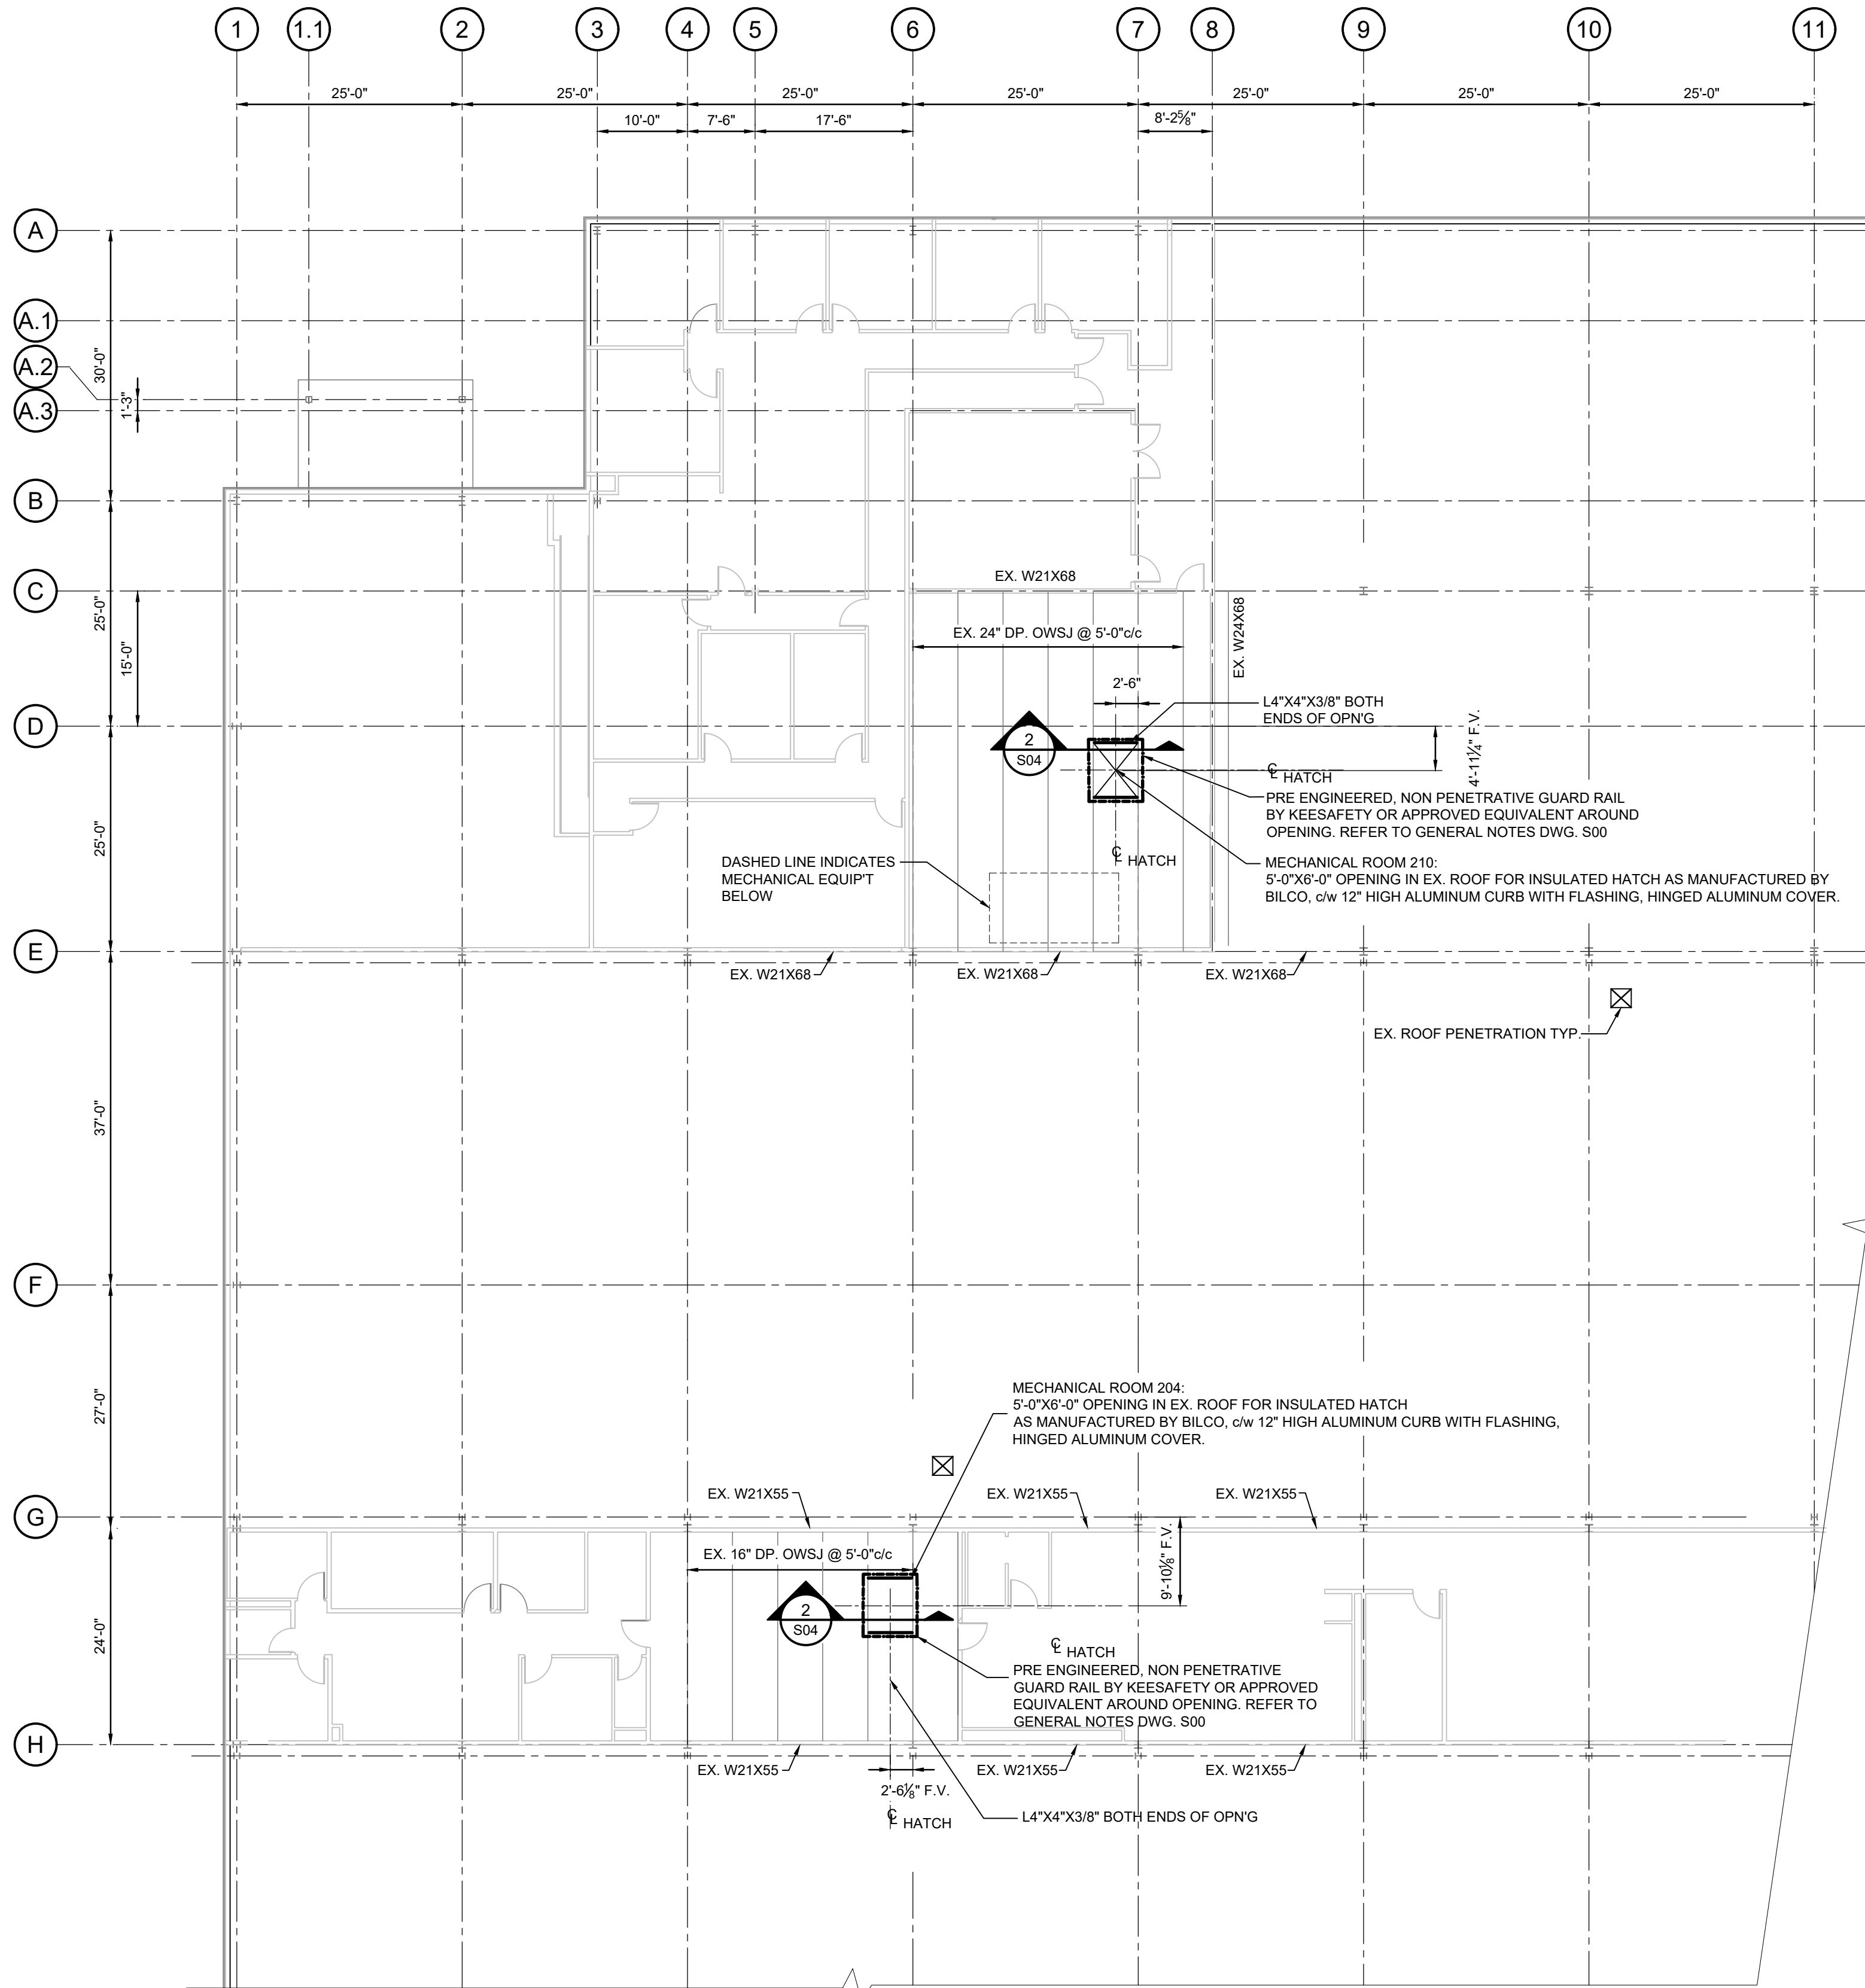 1
1.1
2
3
4
5
6
7
8
9
10
11
25'-0"
25'-0"
25'-0"
25'-0"
25'-0"
25'-0"
25'-0"
10'-0"
7'-6"
17'-6"
8'-2⅝"
A
A.1
A.2
A.3
B
C
D
E
F
G
H
30'-0"
1'-3"
25'-0"
15'-0"
25'-0"
37'-0"
27'-0"
24'-0"
EX. W21X68
EX. 24" DP. OWSJ @ 5'-0"c/c
EX. W24X68
2'-6"
L4"X4"X3/8" BOTH
ENDS OF OPN'G
2
S04
4'-11¼" F.V.
℄ HATCH
PRE ENGINEERED, NON PENETRATIVE GUARD RAIL
BY KEESAFETY OR APPROVED EQUIVALENT AROUND
OPENING. REFER TO GENERAL NOTES DWG. S00
℄ HATCH
DASHED LINE INDICATES
MECHANICAL EQUIP'T
BELOW
MECHANICAL ROOM 210:
5'-0"X6'-0" OPENING IN EX. ROOF FOR INSULATED HATCH AS MANUFACTURED BY
BILCO, c/w 12" HIGH ALUMINUM CURB WITH FLASHING, HINGED ALUMINUM COVER.
EX. W21X68
EX. W21X68
EX. W21X68
EX. ROOF PENETRATION TYP.
MECHANICAL ROOM 204:
5'-0"X6'-0" OPENING IN EX. ROOF FOR INSULATED HATCH
AS MANUFACTURED BY BILCO, c/w 12" HIGH ALUMINUM CURB WITH FLASHING,
HINGED ALUMINUM COVER.
EX. W21X55
EX. W21X55
EX. W21X55
EX. 16" DP. OWSJ @ 5'-0"c/c
9'-10⅛" F.V.
2
S04
℄ HATCH
PRE ENGINEERED, NON PENETRATIVE
GUARD RAIL BY KEESAFETY OR APPROVED
EQUIVALENT AROUND OPENING. REFER TO
GENERAL NOTES DWG. S00
EX. W21X55
EX. W21X55
EX. W21X55
2'-6⅛" F.V.
℄ HATCH
L4"X4"X3/8" BOTH ENDS OF OPN'G